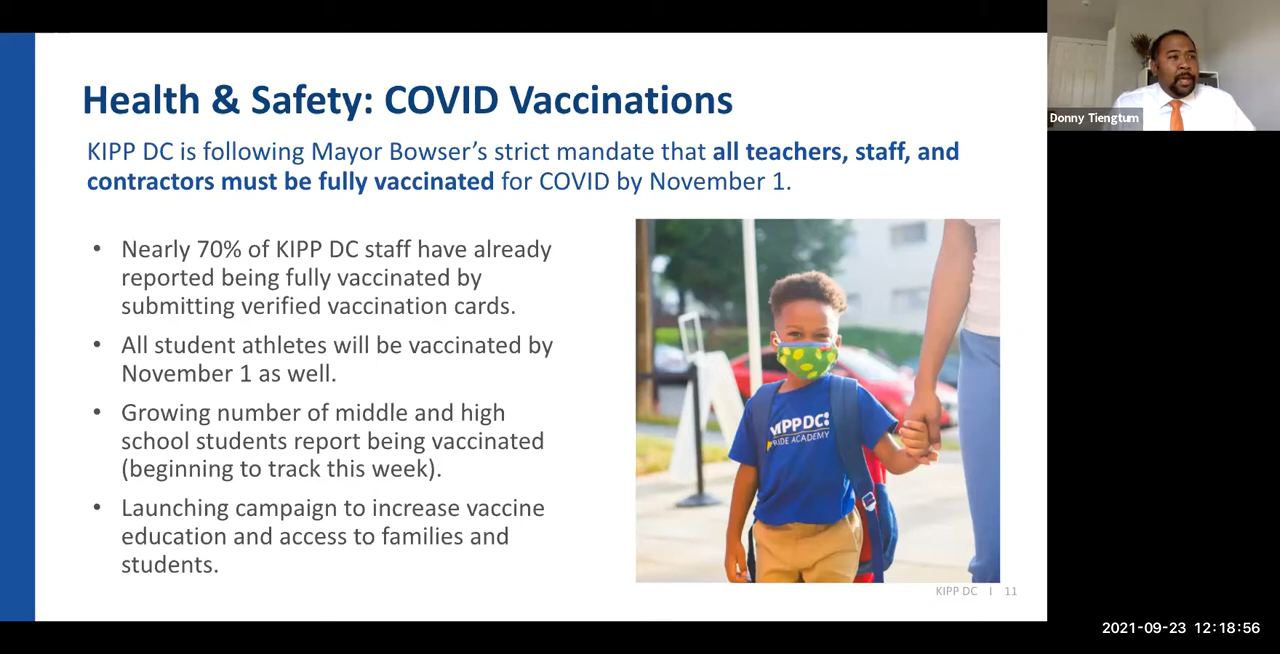 Health & Safety: COVID Vaccinations
KIPP DC is following Mayor Bowser’s strict mandate that all teachers, staff, and
contractors must be fully vaccinated for COVID by November 1.
• Nearly 70% of KIPP DC staff have already
reported being fully vaccinated by
submitting verified vaccination cards.
• All student athletes will be vaccinated by
November 1 as well.
• Growing number of middle and high
school students report being vaccinated
(beginning to track this week).
• Launching campaign to increase vaccine
education and access to families and
students.
KIPP DC:
ACADEMY
KIPP DC | 11
Donny Tiengtum
2021-09-23 12:18:56